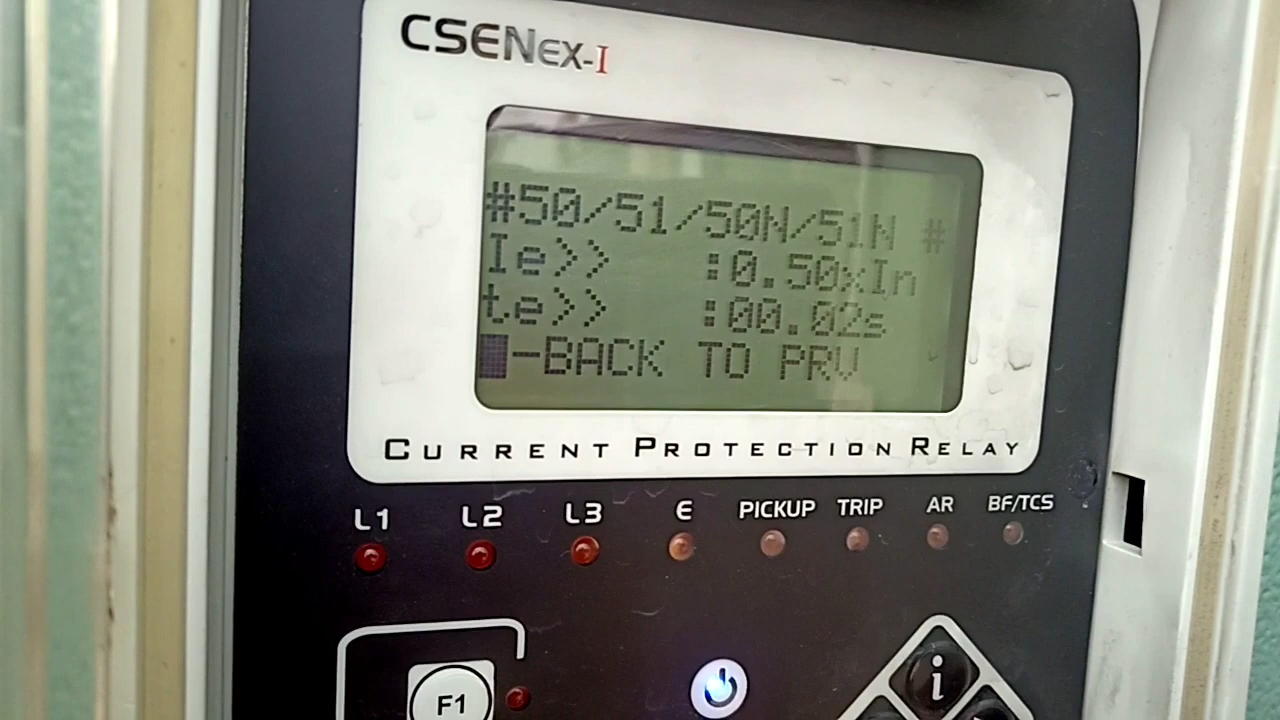 CSENEX-I
#50/51/50N/51N #
Ie>> :0.50xIn
te>> :00.02s
-BACK TO PRV
CURRENT PROTECTION RELAY
L1 L2 L3 E PICKUP TRIP AR BF/TCS
F1
i